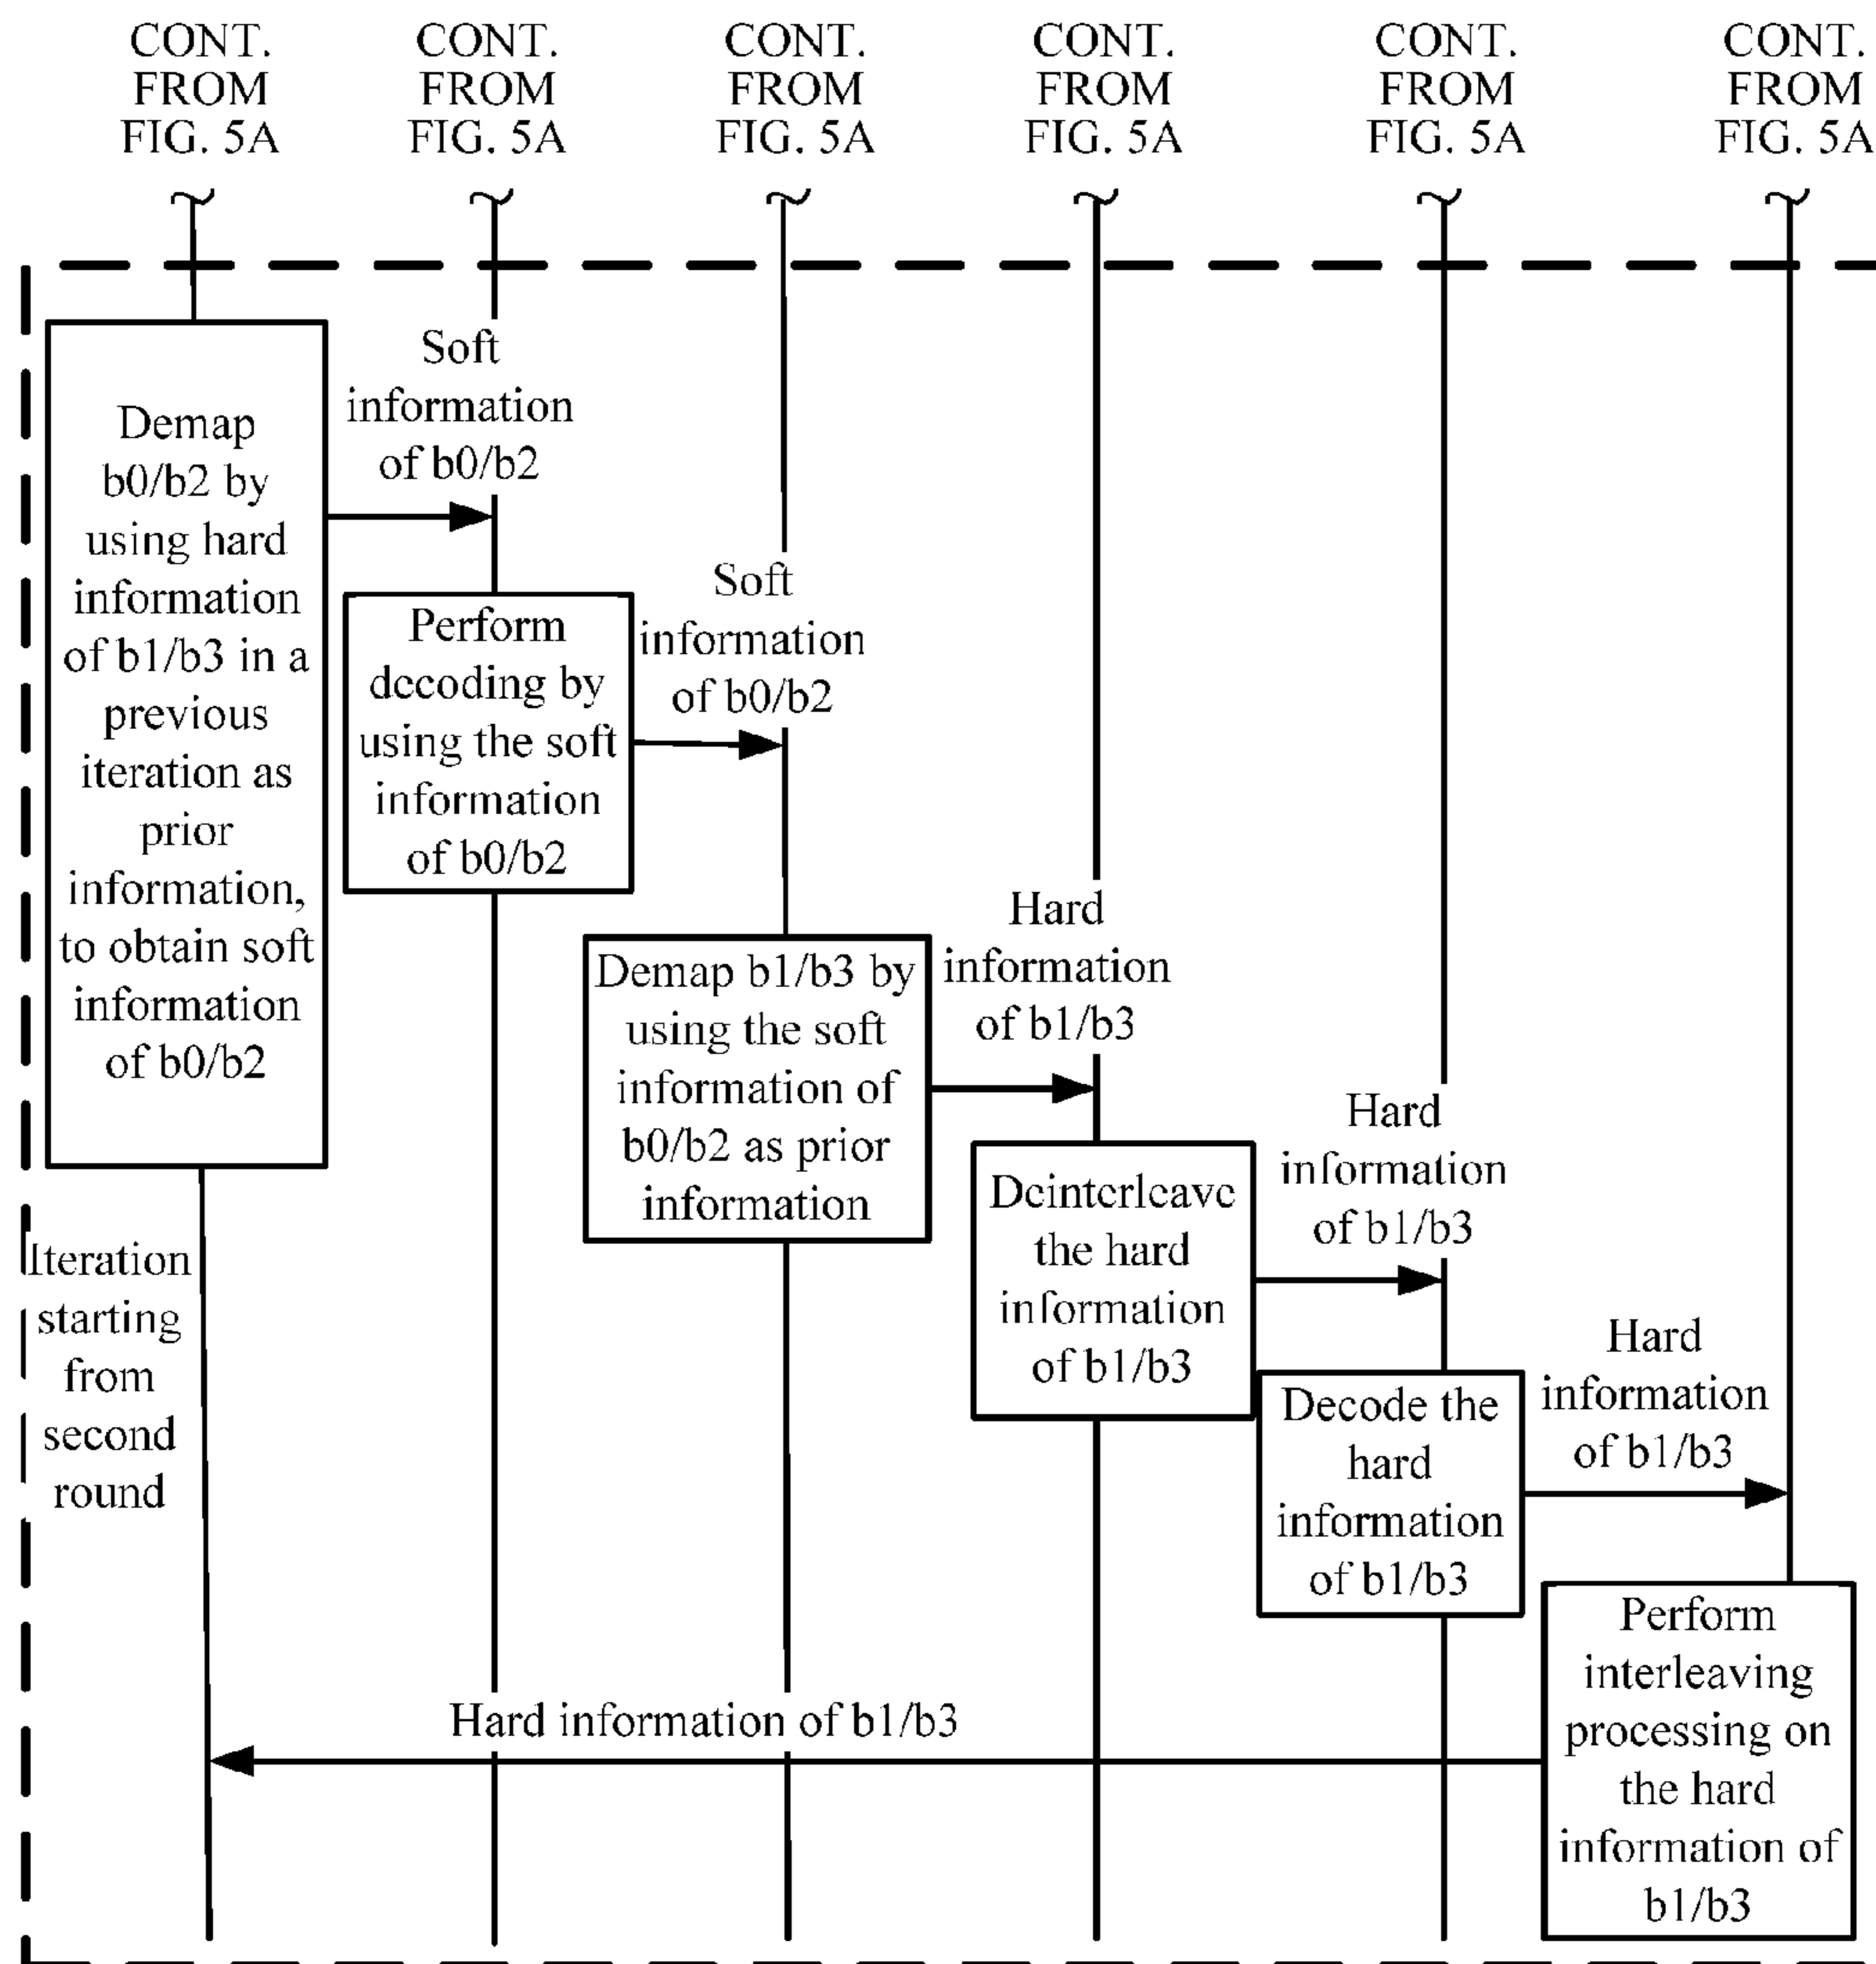 CONT.
FROM
FIG. 5A
CONT.
FROM
FIG. 5A
CONT.
FROM
FIG. 5A
CONT.
FROM
FIG. 5A
CONT.
FROM
FIG. 5A
CONT.
FROM
FIG. 5A
Demap
b0/b2 by
using hard
information
of b1/b3 in a
previous
iteration as
prior
information,
to obtain soft
information
of b0/b2
Soft
information
of b0/b2
Perform
decoding by
using the soft
information
of b0/b2
Soft
information
of b0/b2
Demap b1/b3 by
using the soft
information of
b0/b2 as prior
information
Hard
information
of b1/b3
Deinterleave
the hard
information
of b1/b3
Hard
information
of b1/b3
Decode the
hard
information
of b1/b3
Hard
information
of b1/b3
Perform
interleaving
processing on
the hard
information of
b1/b3
Hard information of b1/b3
Iteration
starting
from
second
round